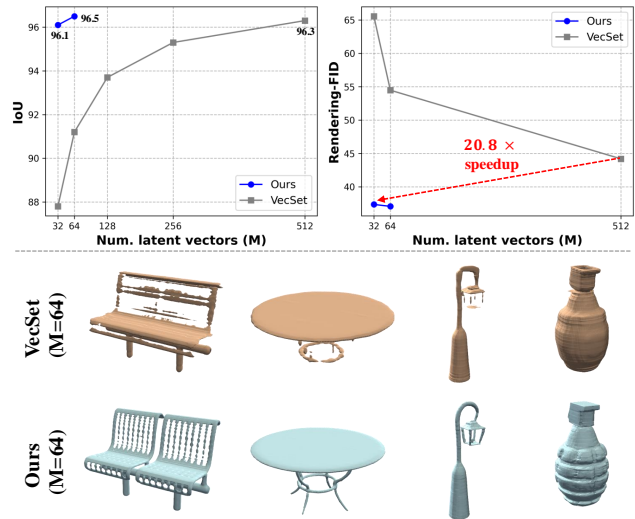 IoU
96
94
92
90
88
96.1
96.5
96.3
Ours
VecSet
32 64 128 256 512
Num. latent vectors (M)
Rendering-FID
65
60
55
50
45
40
Ours
VecSet
20.8 ×
speedup
32 64 512
Num. latent vectors (M)
VecSet
(M=64)
Ours
(M=64)